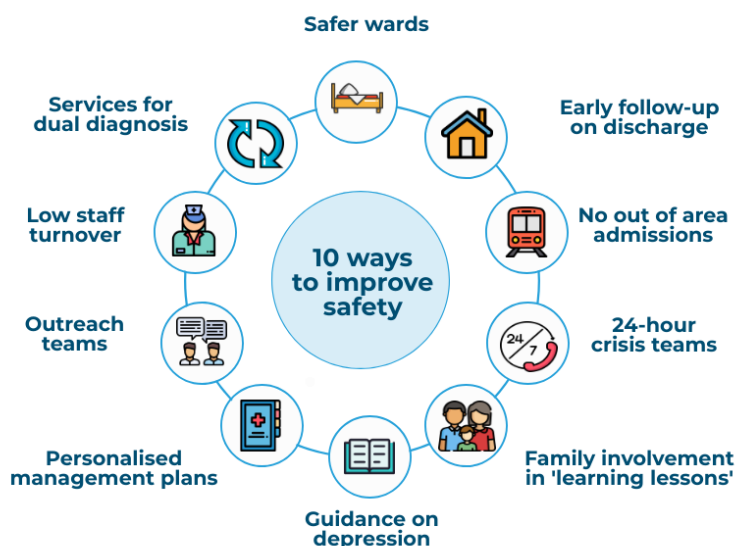 Safer wards
Early follow-up
on discharge
No out of area
admissions
24-hour
crisis teams
Family involvement
in 'learning lessons'
Guidance on
depression
Personalised
management plans
Outreach
teams
Low staff
turnover
Services for
dual diagnosis
10 ways
to improve
safety
24
7